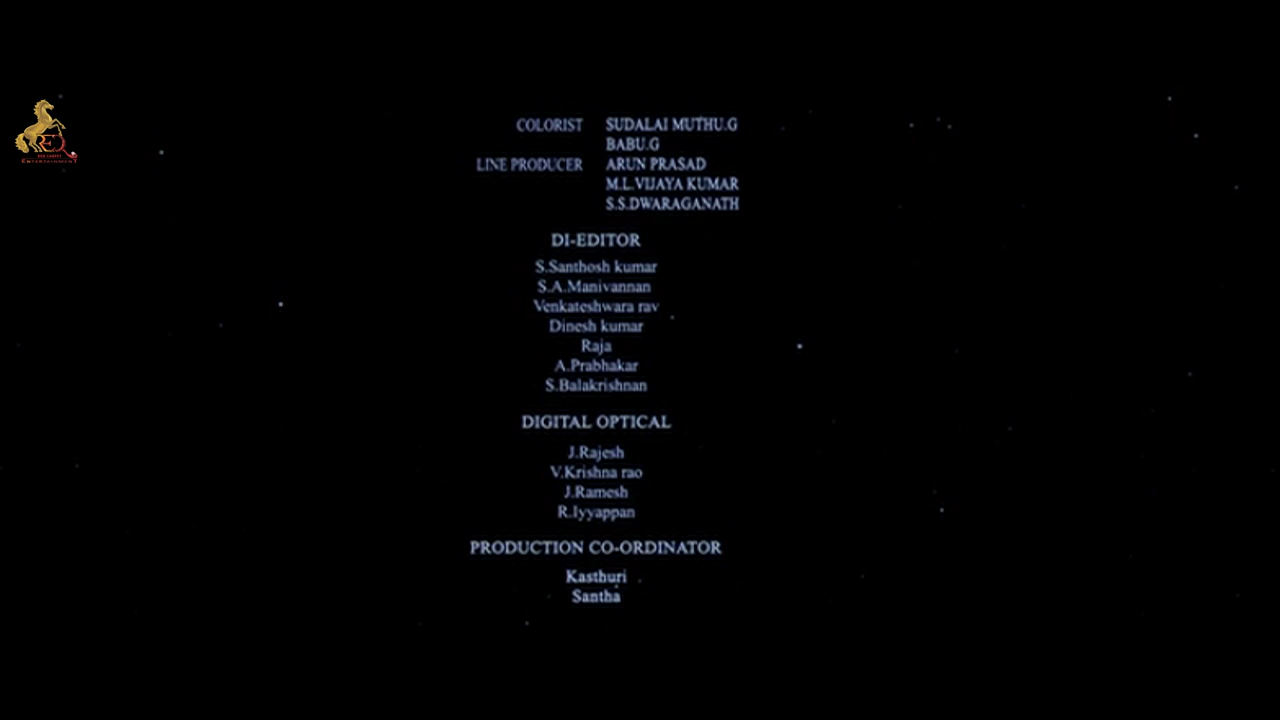 COLORIST SUDALAI MUTHU.G
BABU.G
LINE PRODUCER ARUN PRASAD
M.L.VIJAYA KUMAR
S.S.DWARAGANATH
DI-EDITOR
S.Santhosh kumar
S.A.Manivannan
Venkateshwara rav
Dinesh kumar
Raja
A.Prabhakar
S.Balakrishnan
DIGITAL OPTICAL
J.Rajesh
V.Krishna rao
J.Ramesh
R.Iyyappan
PRODUCTION CO-ORDINATOR
Kasthuri
Santha
ENTERTAINMENT